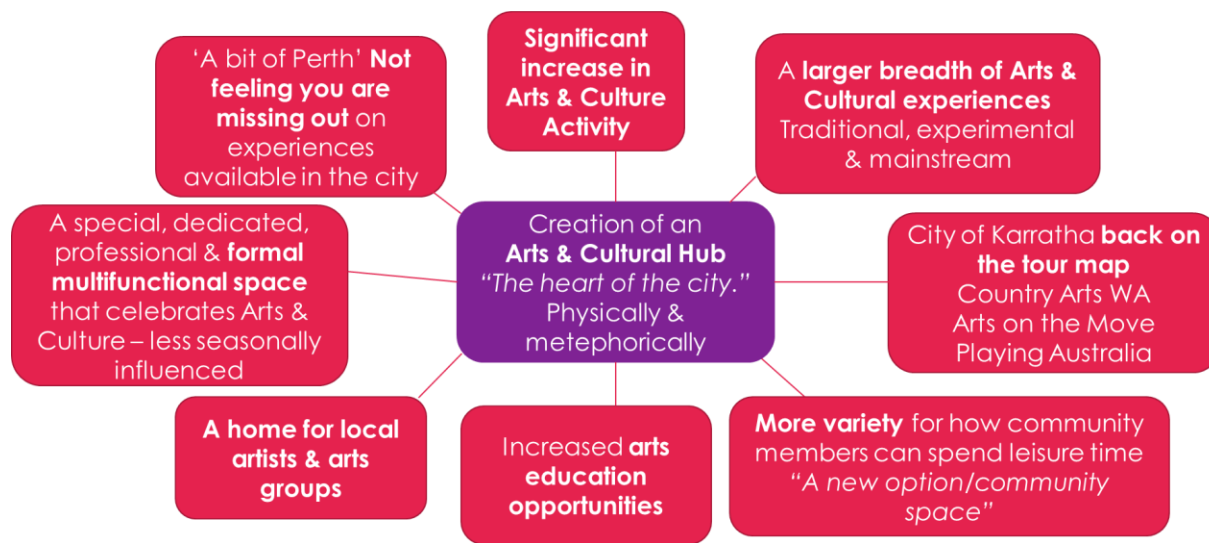 Significant
increase in
Arts & Culture
Activity
‘A bit of Perth’ Not
feeling you are
missing out on
experiences
available in the city
A larger breadth of Arts &
Cultural experiences
Traditional, experimental
& mainstream
A special, dedicated,
professional & formal
multifunctional space
that celebrates Arts &
Culture – less seasonally
influenced
Creation of an
Arts & Cultural Hub
“The heart of the city.”
Physically &
metephorically
City of Karratha back on
the tour map
Country Arts WA
Arts on the Move
Playing Australia
A home for local
artists & arts
groups
Increased arts
education
opportunities
More variety for how community
members can spend leisure time
“A new option/community
space”